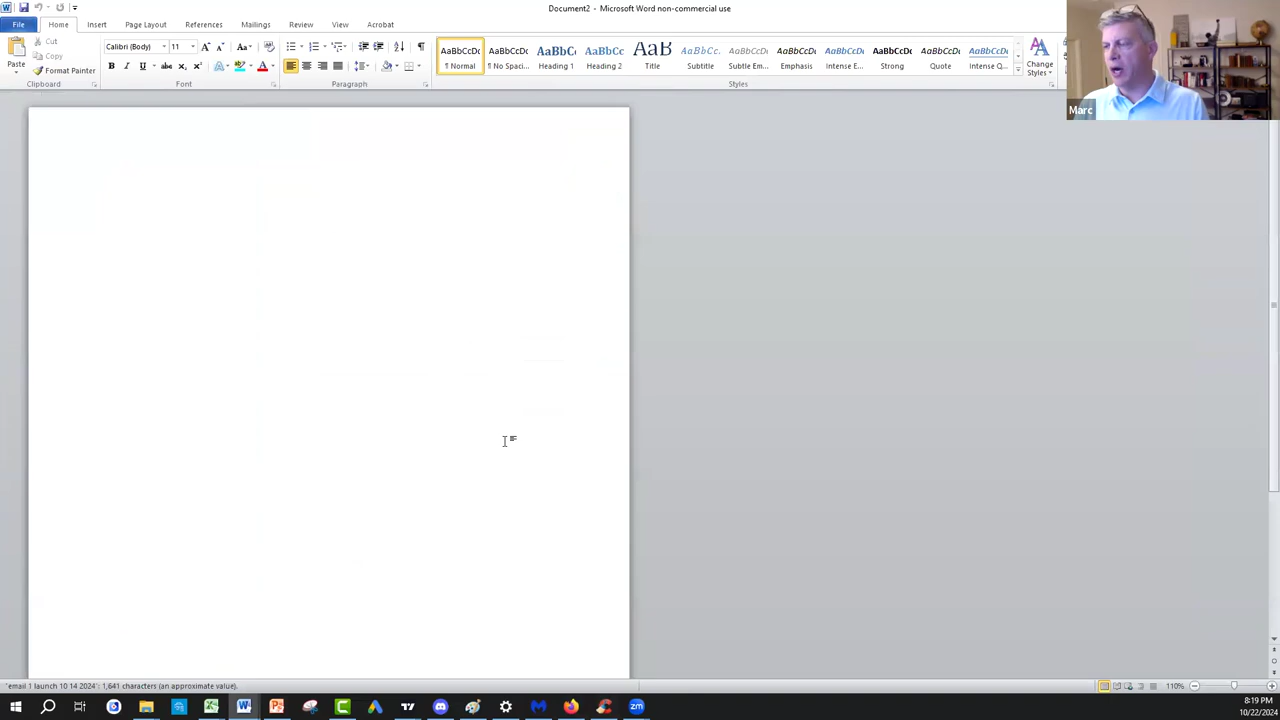 Document2 - Microsoft Word non-commercial use
File Home Insert Page Layout References Mailings Review View Acrobat
Paste
Cut
Copy
Format Painter
Clipboard
Calibri (Body) 11
Font
Paragraph
AaBbCcDc ¶ Normal
AaBbCcDc ¶ No Spaci...
AaBbC Heading 1
AaBbCc Heading 2
AaB Title
AaBbCc. Subtitle
AaBbCcDc Subtle Em...
AaBbCcDc Emphasis
AaBbCcDc Intense E...
AaBbCcDc Strong
AaBbCcDc Quote
AaBbCcDc Intense Q...
Change Styles
Styles
Marc
'email 1 launch 10 14 2024': 1,641 characters (an approximate value).
110%
8:19 PM
10/22/2024